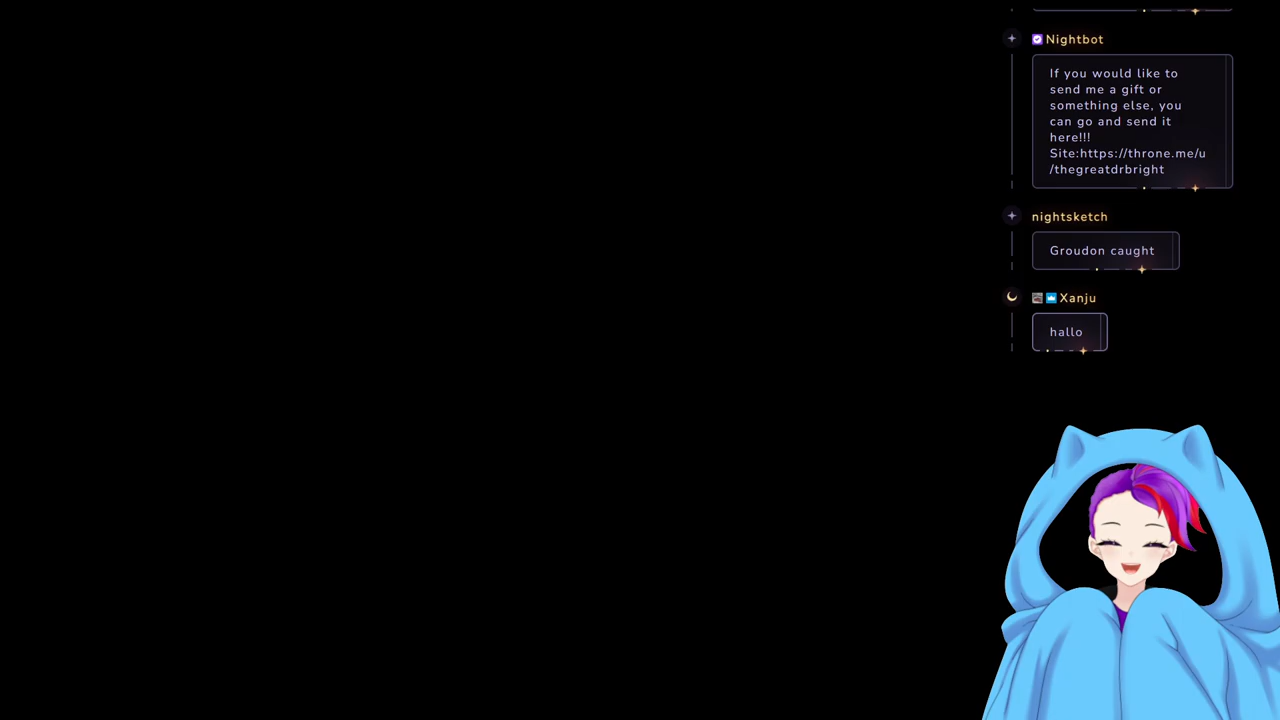 Nightbot
If you would like to
send me a gift or
something else, you
can go and send it
here!!!
Site:https://throne.me/u
/thegreatdrbright
nightsketch
Groudon caught
Xanju
hallo